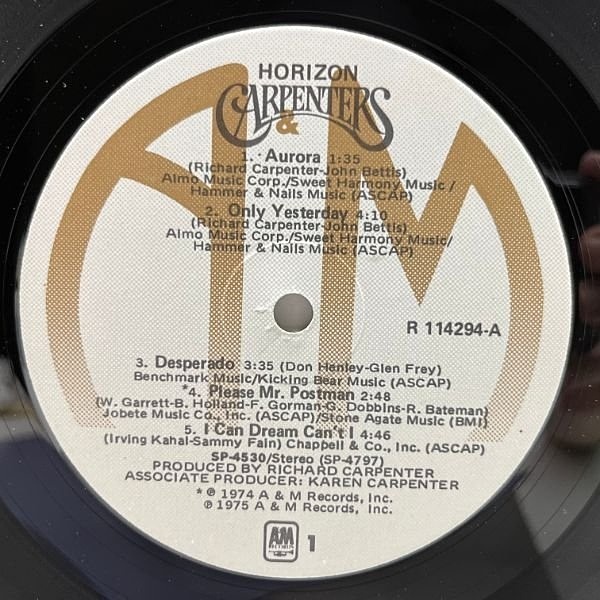 HORIZON
CARPENTERS
A&M
1. Aurora 1:35
(Richard Carpenter-John Bettis)
Almo Music Corp./Sweet Harmony Music /
Hammer & Nails Music (ASCAP)
2. Only Yesterday 4:10
(Richard Carpenter-John Bettis)
Almo Music Corp./Sweet Harmony Music/
Hammer & Nails Music (ASCAP)
R 114294-A
3. Desperado 3:35 (Don Henley-Glen Frey)
Benchmark Music/Kicking Bear Music (ASCAP)
*4. Please Mr. Postman 2:48
(W. Garrett-B. Holland-F. Gorman-G. Dobbins-R. Bateman)
Jobete Music Co., Inc. (ASCAP)/Stone Agate Music (BMI)
5. I Can Dream Can't I 4:46
(Irving Kahal-Sammy Fain) Chappell & Co., Inc. (ASCAP)
SP-4530/Stereo (SP-4797)
PRODUCED BY RICHARD CARPENTER
ASSOCIATE PRODUCER: KAREN CARPENTER
* ℗ 1974 A & M Records, Inc.
℗ 1975 A & M Records, Inc.
AM RECORDS 1